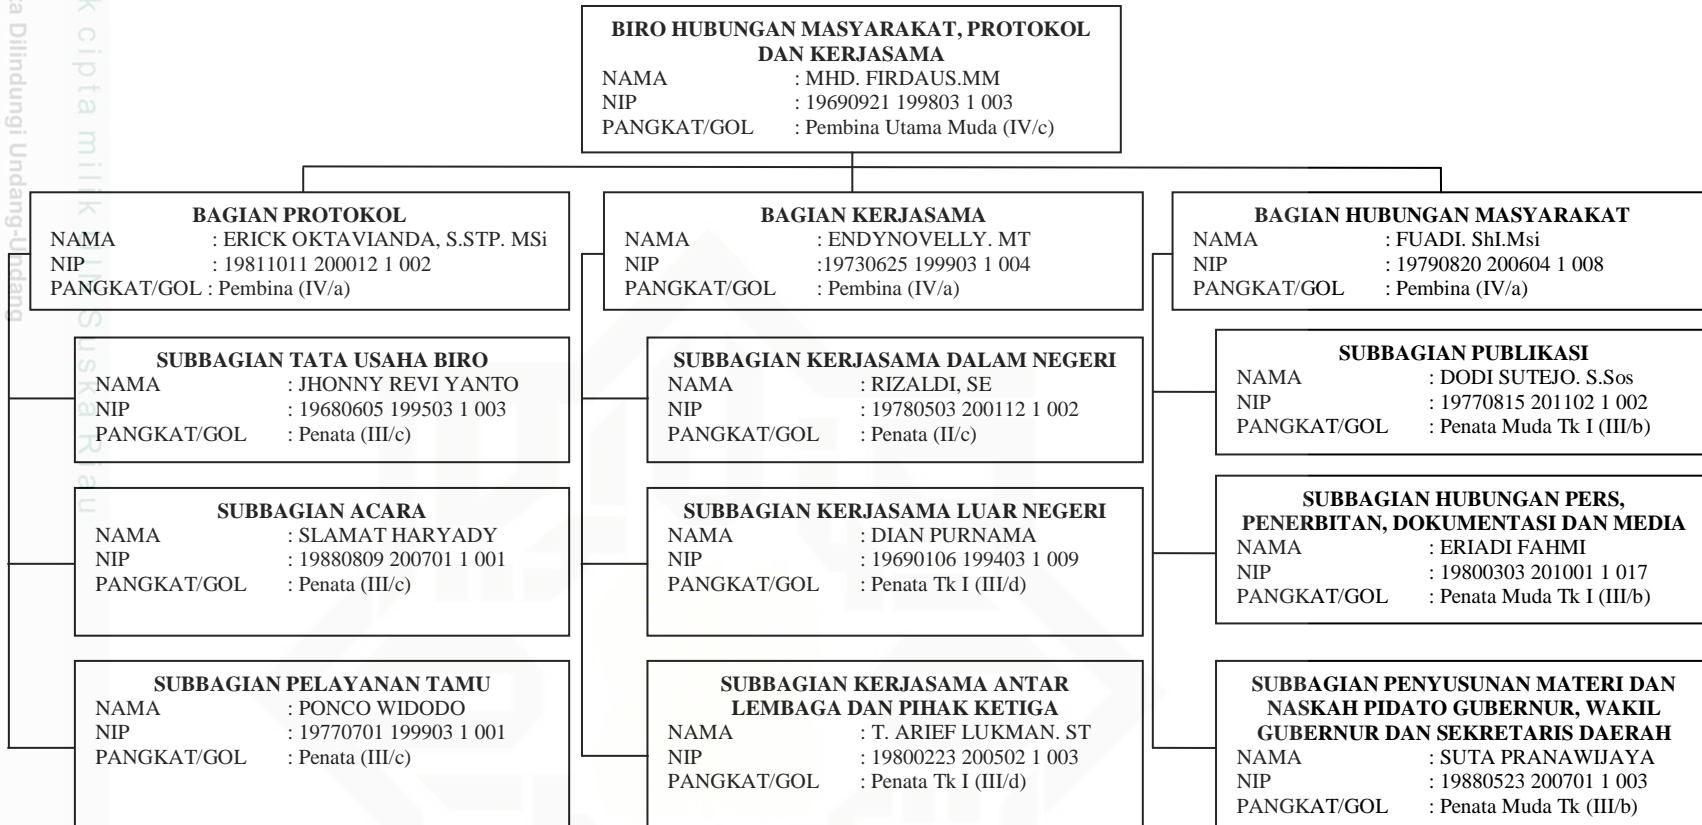 BIRO HUBUNGAN MASYARAKAT, PROTOKOL
DAN KERJASAMA
NAMA : MHD. FIRDAUS.MM
NIP : 19690921 199803 1 003
PANGKAT/GOL : Pembina Utama Muda (IV/c)
BAGIAN PROTOKOL
NAMA : ERICK OKTAVIANDA, S.STP. MSi
NIP : 19811011 200012 1 002
PANGKAT/GOL : Pembina (IV/a)
SUBBAGIAN TATA USAHA BIRO
NAMA : JHONNY REVI YANTO
NIP : 19680605 199503 1 003
PANGKAT/GOL : Penata (III/c)
SUBBAGIAN ACARA
NAMA : SLAMAT HARYADY
NIP : 19880809 200701 1 001
PANGKAT/GOL : Penata (III/c)
SUBBAGIAN PELAYANAN TAMU
NAMA : PONCO WIDODO
NIP : 19770701 199903 1 001
PANGKAT/GOL : Penata (III/c)
BAGIAN KERJASAMA
NAMA : ENDYNOVELLY. MT
NIP :19730625 199903 1 004
PANGKAT/GOL : Pembina (IV/a)
SUBBAGIAN KERJASAMA DALAM NEGERI
NAMA : RIZALDI, SE
NIP : 19780503 200112 1 002
PANGKAT/GOL : Penata (II/c)
SUBBAGIAN KERJASAMA LUAR NEGERI
NAMA : DIAN PURNAMA
NIP : 19690106 199403 1 009
PANGKAT/GOL : Penata Tk I (III/d)
SUBBAGIAN KERJASAMA ANTAR
LEMBAGA DAN PIHAK KETIGA
NAMA : T. ARIEF LUKMAN. ST
NIP : 19800223 200502 1 003
PANGKAT/GOL : Penata Tk I (III/d)
BAGIAN HUBUNGAN MASYARAKAT
NAMA : FUADI. ShI.Msi
NIP : 19790820 200604 1 008
PANGKAT/GOL : Pembina (IV/a)
SUBBAGIAN PUBLIKASI
NAMA : DODI SUTEJO. S.Sos
NIP : 19770815 201102 1 002
PANGKAT/GOL : Penata Muda Tk I (III/b)
SUBBAGIAN HUBUNGAN PERS,
PENERBITAN, DOKUMENTASI DAN MEDIA
NAMA : ERIADI FAHMI
NIP : 19800303 201001 1 017
PANGKAT/GOL : Penata Muda Tk I (III/b)
SUBBAGIAN PENYUSUNAN MATERI DAN
NASKAH PIDATO GUBERNUR, WAKIL
GUBERNUR DAN SEKRETARIS DAERAH
NAMA : SUTA PRANAWIJAYA
NIP : 19880523 200701 1 003
PANGKAT/GOL : Penata Muda Tk (III/b)
k cipta milik UIN Suska Riau
Dilindungi Undang-Undang